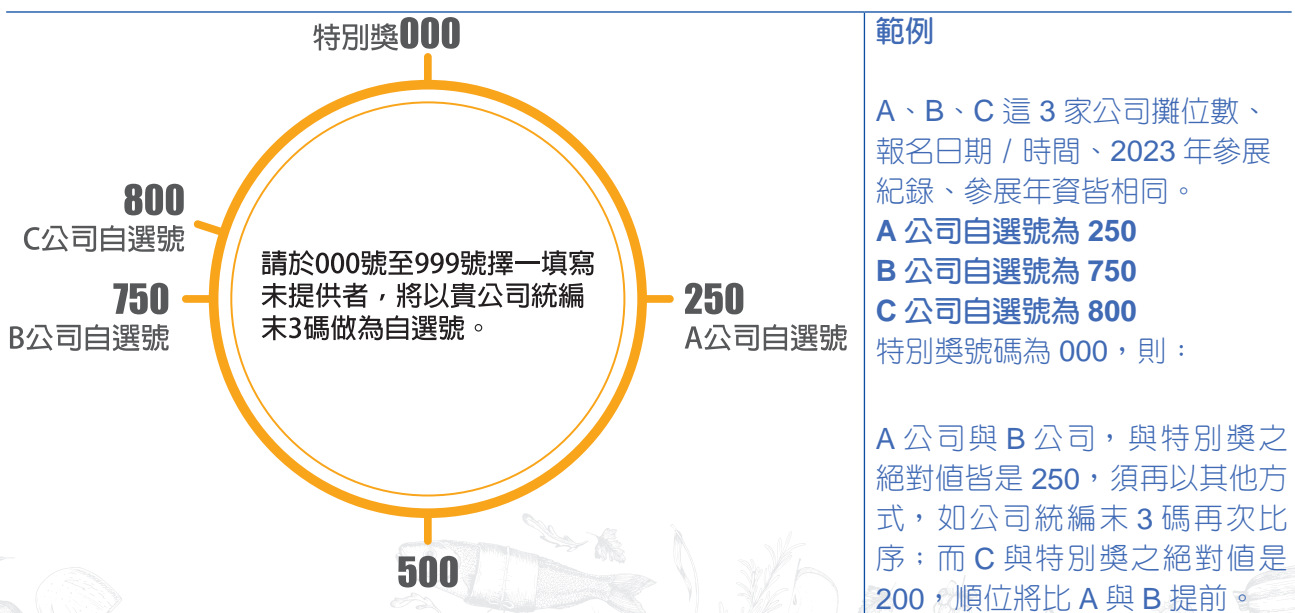 特別獎000
800
C公司自選號
750
B公司自選號
請於000號至999號擇一填寫
未提供者，將以貴公司統編
末3碼做為自選號。
250
A公司自選號
500
範例
A、B、C 這 3 家公司攤位數、
報名日期 / 時間、2023 年參展
紀錄、參展年資皆相同。
A 公司自選號為 250
B 公司自選號為 750
C 公司自選號為 800
特別獎號碼為 000，則：
A 公司與 B 公司，與特別獎之
絕對值皆是 250，須再以其他方
式，如公司統編末 3 碼再次比
序；而 C 與特別獎之絕對值是
200，順位將比 A 與 B 提前。